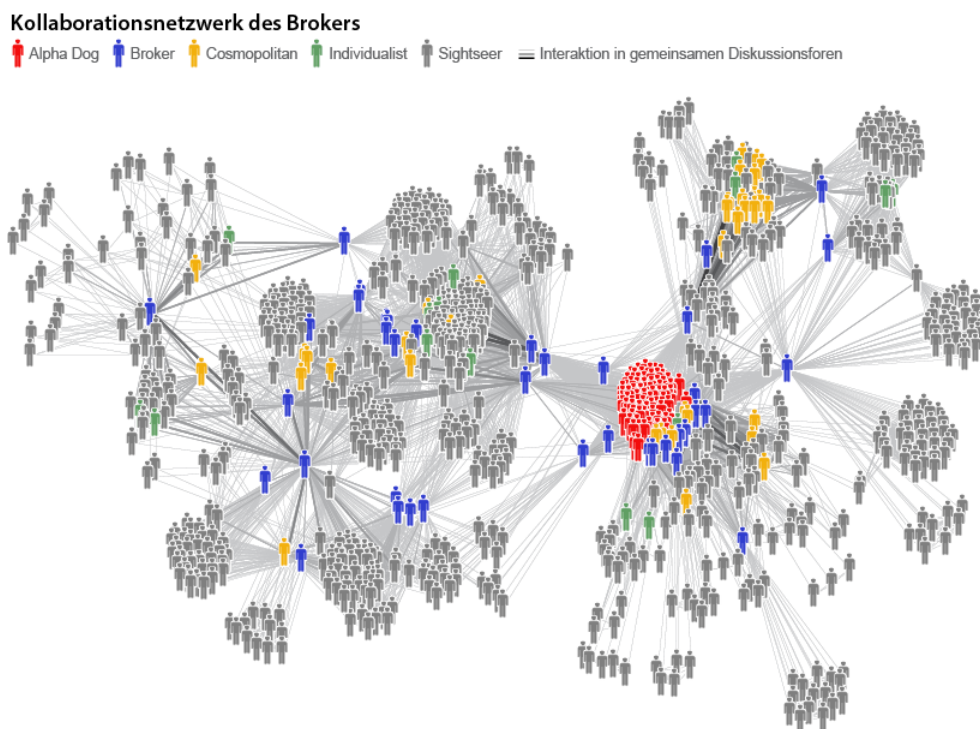 Kollaborationsnetzwerk des Brokers
Alpha Dog Broker Cosmopolitan Individualist Sightseer Interaktion in gemeinsamen Diskussionsforen